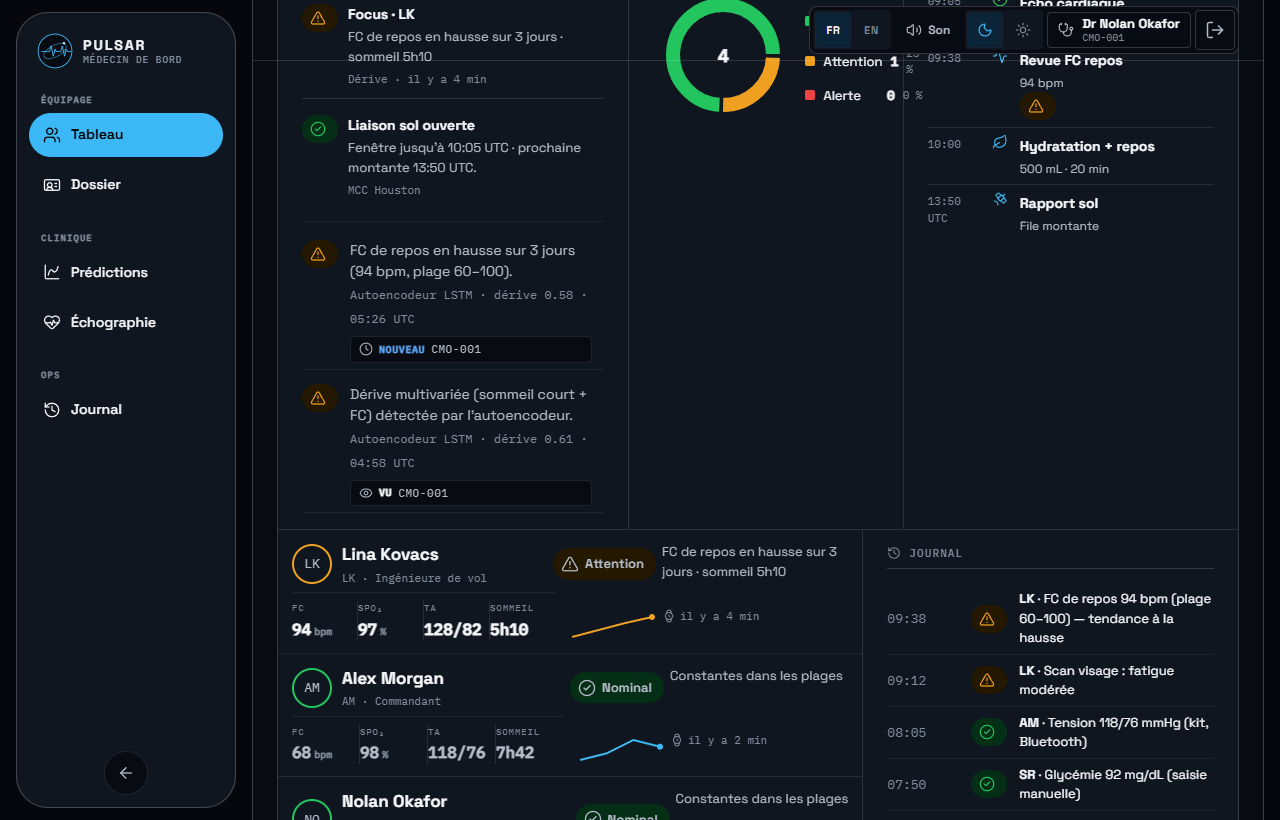 PULSAR
MÉDECIN DE BORD
ÉQUIPAGE
Tableau
Dossier
CLINIQUE
Prédictions
Échographie
OPS
Journal
FR
EN
Son
Dr Nolan Okafor
CMO-001
Focus · LK
FC de repos en hausse sur 3 jours ·
sommeil 5h10
Dérive · il y a 4 min
Liaison sol ouverte
Fenêtre jusqu'à 10:05 UTC · prochaine
montante 13:50 UTC.
MCC Houston
FC de repos en hausse sur 3 jours
(94 bpm, plage 60–100).
Autoencodeur LSTM · dérive 0.58 ·
05:26 UTC
NOUVEAU CMO-001
Dérive multivariée (sommeil court +
FC) détectée par l'autoencodeur.
Autoencodeur LSTM · dérive 0.61 ·
04:58 UTC
VU CMO-001
4
Attention 1
%
Alerte 0 0 %
09:05
Écho cardiaque
09:38
Revue FC repos
94 bpm
10:00
Hydratation + repos
500 mL · 20 min
13:50
UTC
Rapport sol
File montante
LK
Lina Kovacs
LK · Ingénieure de vol
Attention
FC de repos en hausse sur 3
jours · sommeil 5h10
FC SPO₂ TA SOMMEIL
94 bpm 97 % 128/82 5h10
il y a 4 min
AM
Alex Morgan
AM · Commandant
Nominal
Constantes dans les plages
FC SPO₂ TA SOMMEIL
68 bpm 98 % 118/76 7h42
il y a 2 min
NO
Nolan Okafor
Nominal
Constantes dans les plages
JOURNAL
09:38
LK · FC de repos 94 bpm (plage
60–100) — tendance à la
hausse
09:12
LK · Scan visage : fatigue
modérée
08:05
AM · Tension 118/76 mmHg (kit,
Bluetooth)
07:50
SR · Glycémie 92 mg/dL (saisie
manuelle)